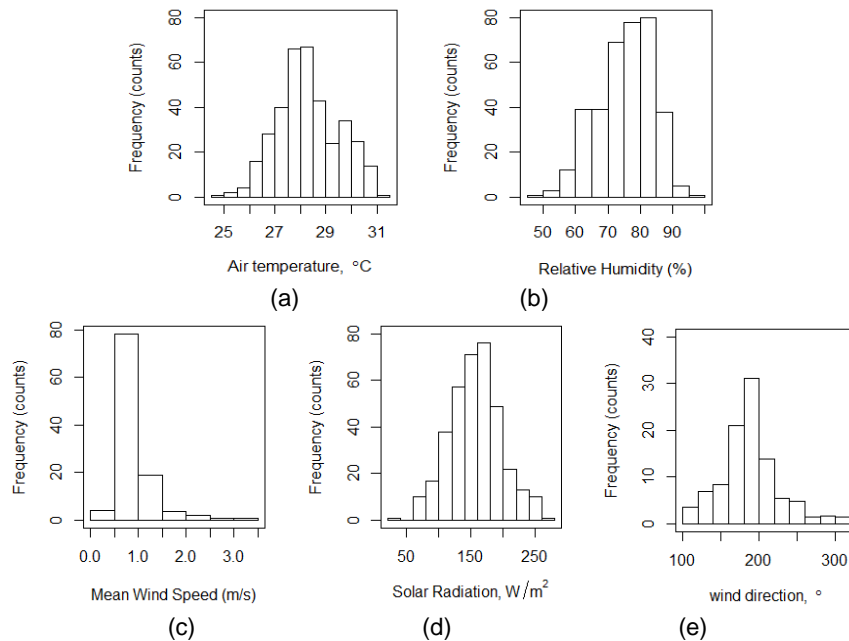 Frequency (counts)
0 20 40 60 80
25 27 29 31
Air temperature, °C
(a)
Frequency (counts)
0 20 40 60 80
50 60 70 80 90
Relative Humidity (%)
(b)
Frequency (counts)
0 20 40 60 80
0.0 1.0 2.0 3.0
Mean Wind Speed (m/s)
(c)
Frequency (counts)
0 20 40 60 80
50 150 250
Solar Radiation, W/m²
(d)
Frequency (counts)
0 10 20 30 40
100 200 300
wind direction, °
(e)